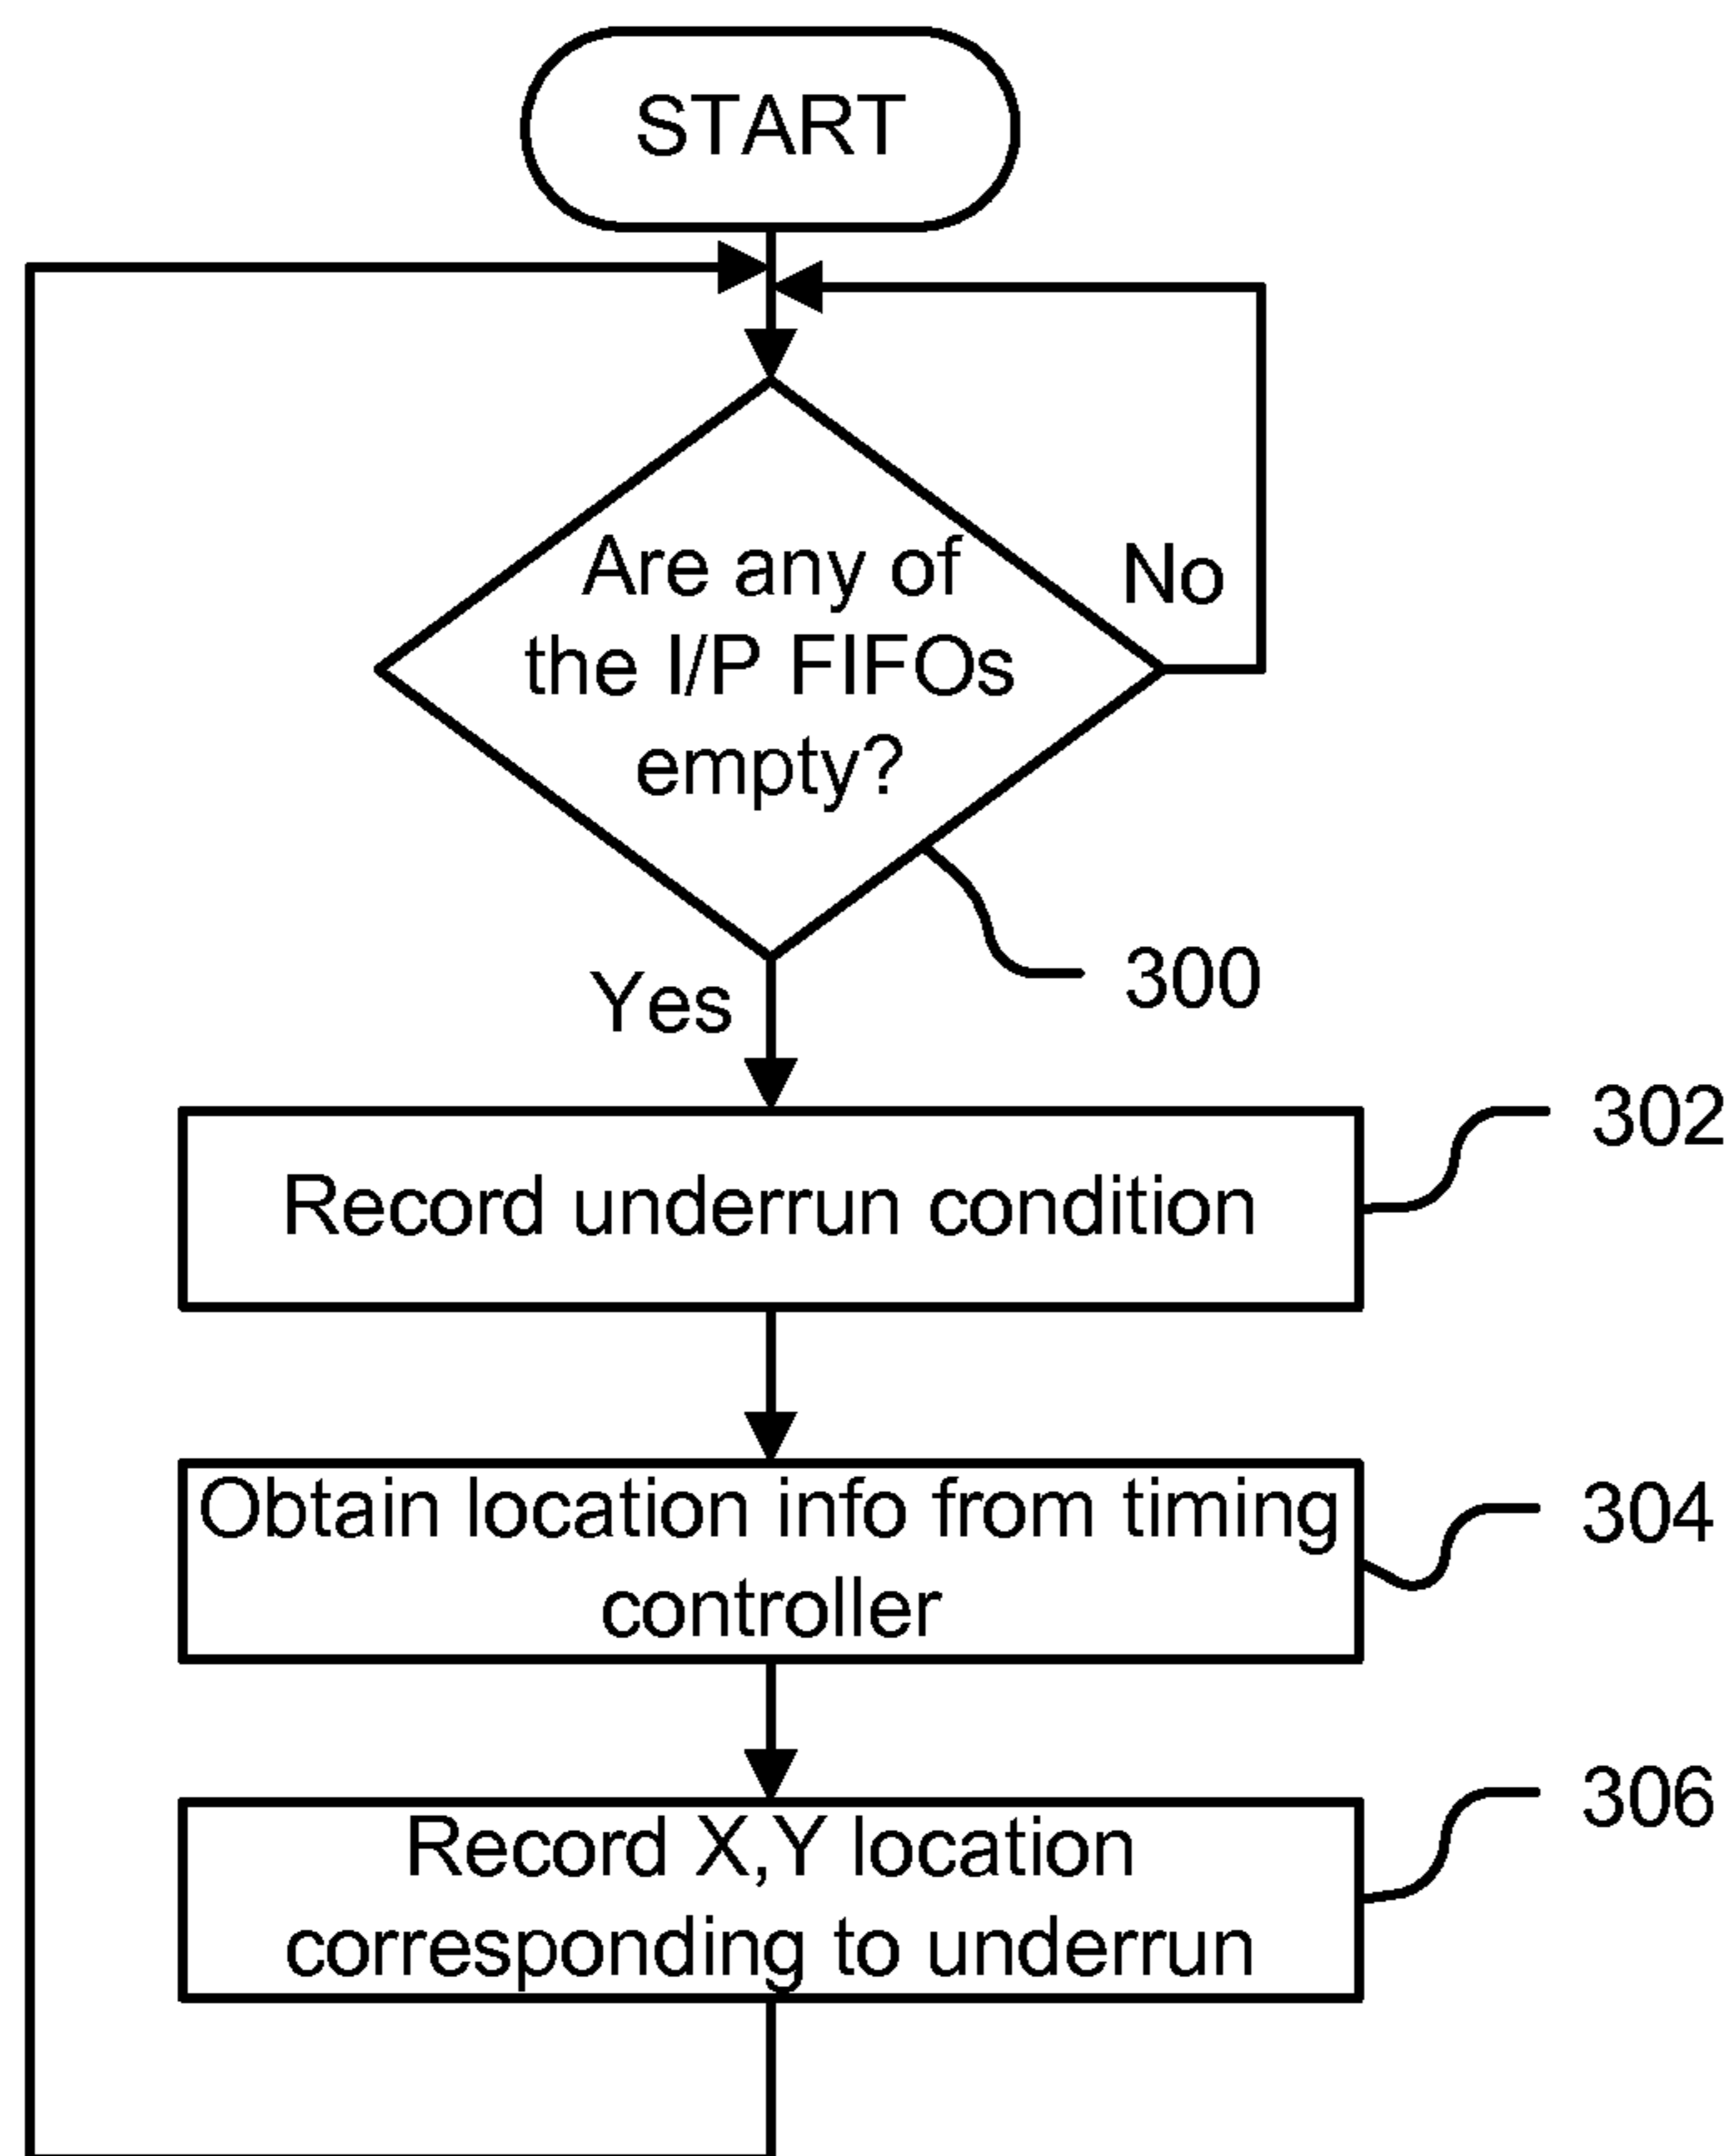 START
Are any of
the I/P FIFOs
empty?
No
300
Yes
302
Record underrun condition
Obtain location info from timing
controller
304
306
Record X,Y location
corresponding to underrun